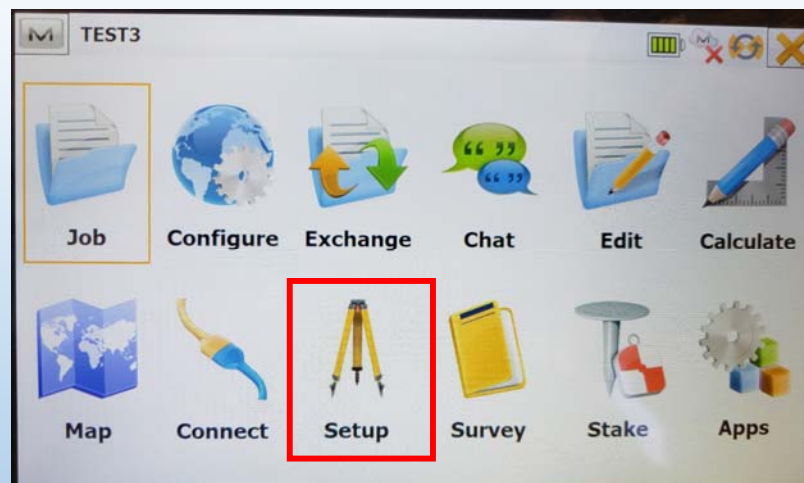 TEST3
Job Configure Exchange Chat Edit Calculate
Map Connect Setup Survey Stake Apps